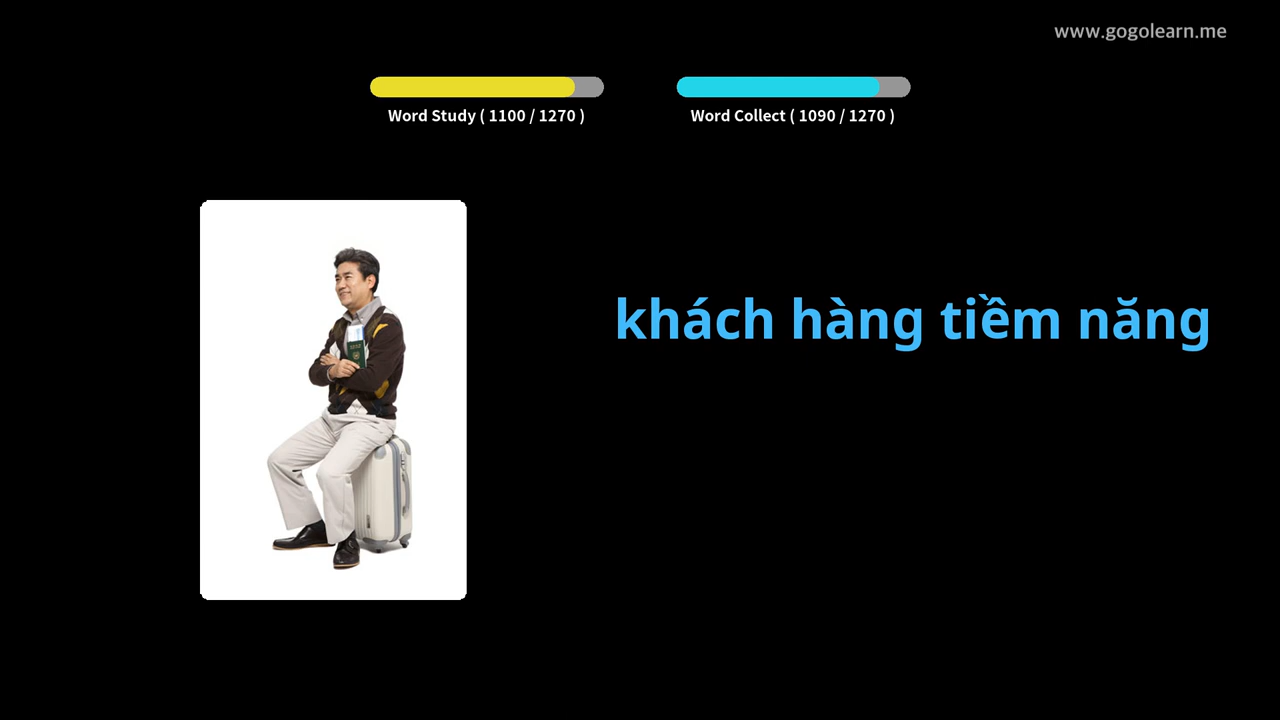 www.gogolearn.me
Word Study ( 1100 / 1270 )
Word Collect ( 1090 / 1270 )
khách hàng tiềm năng